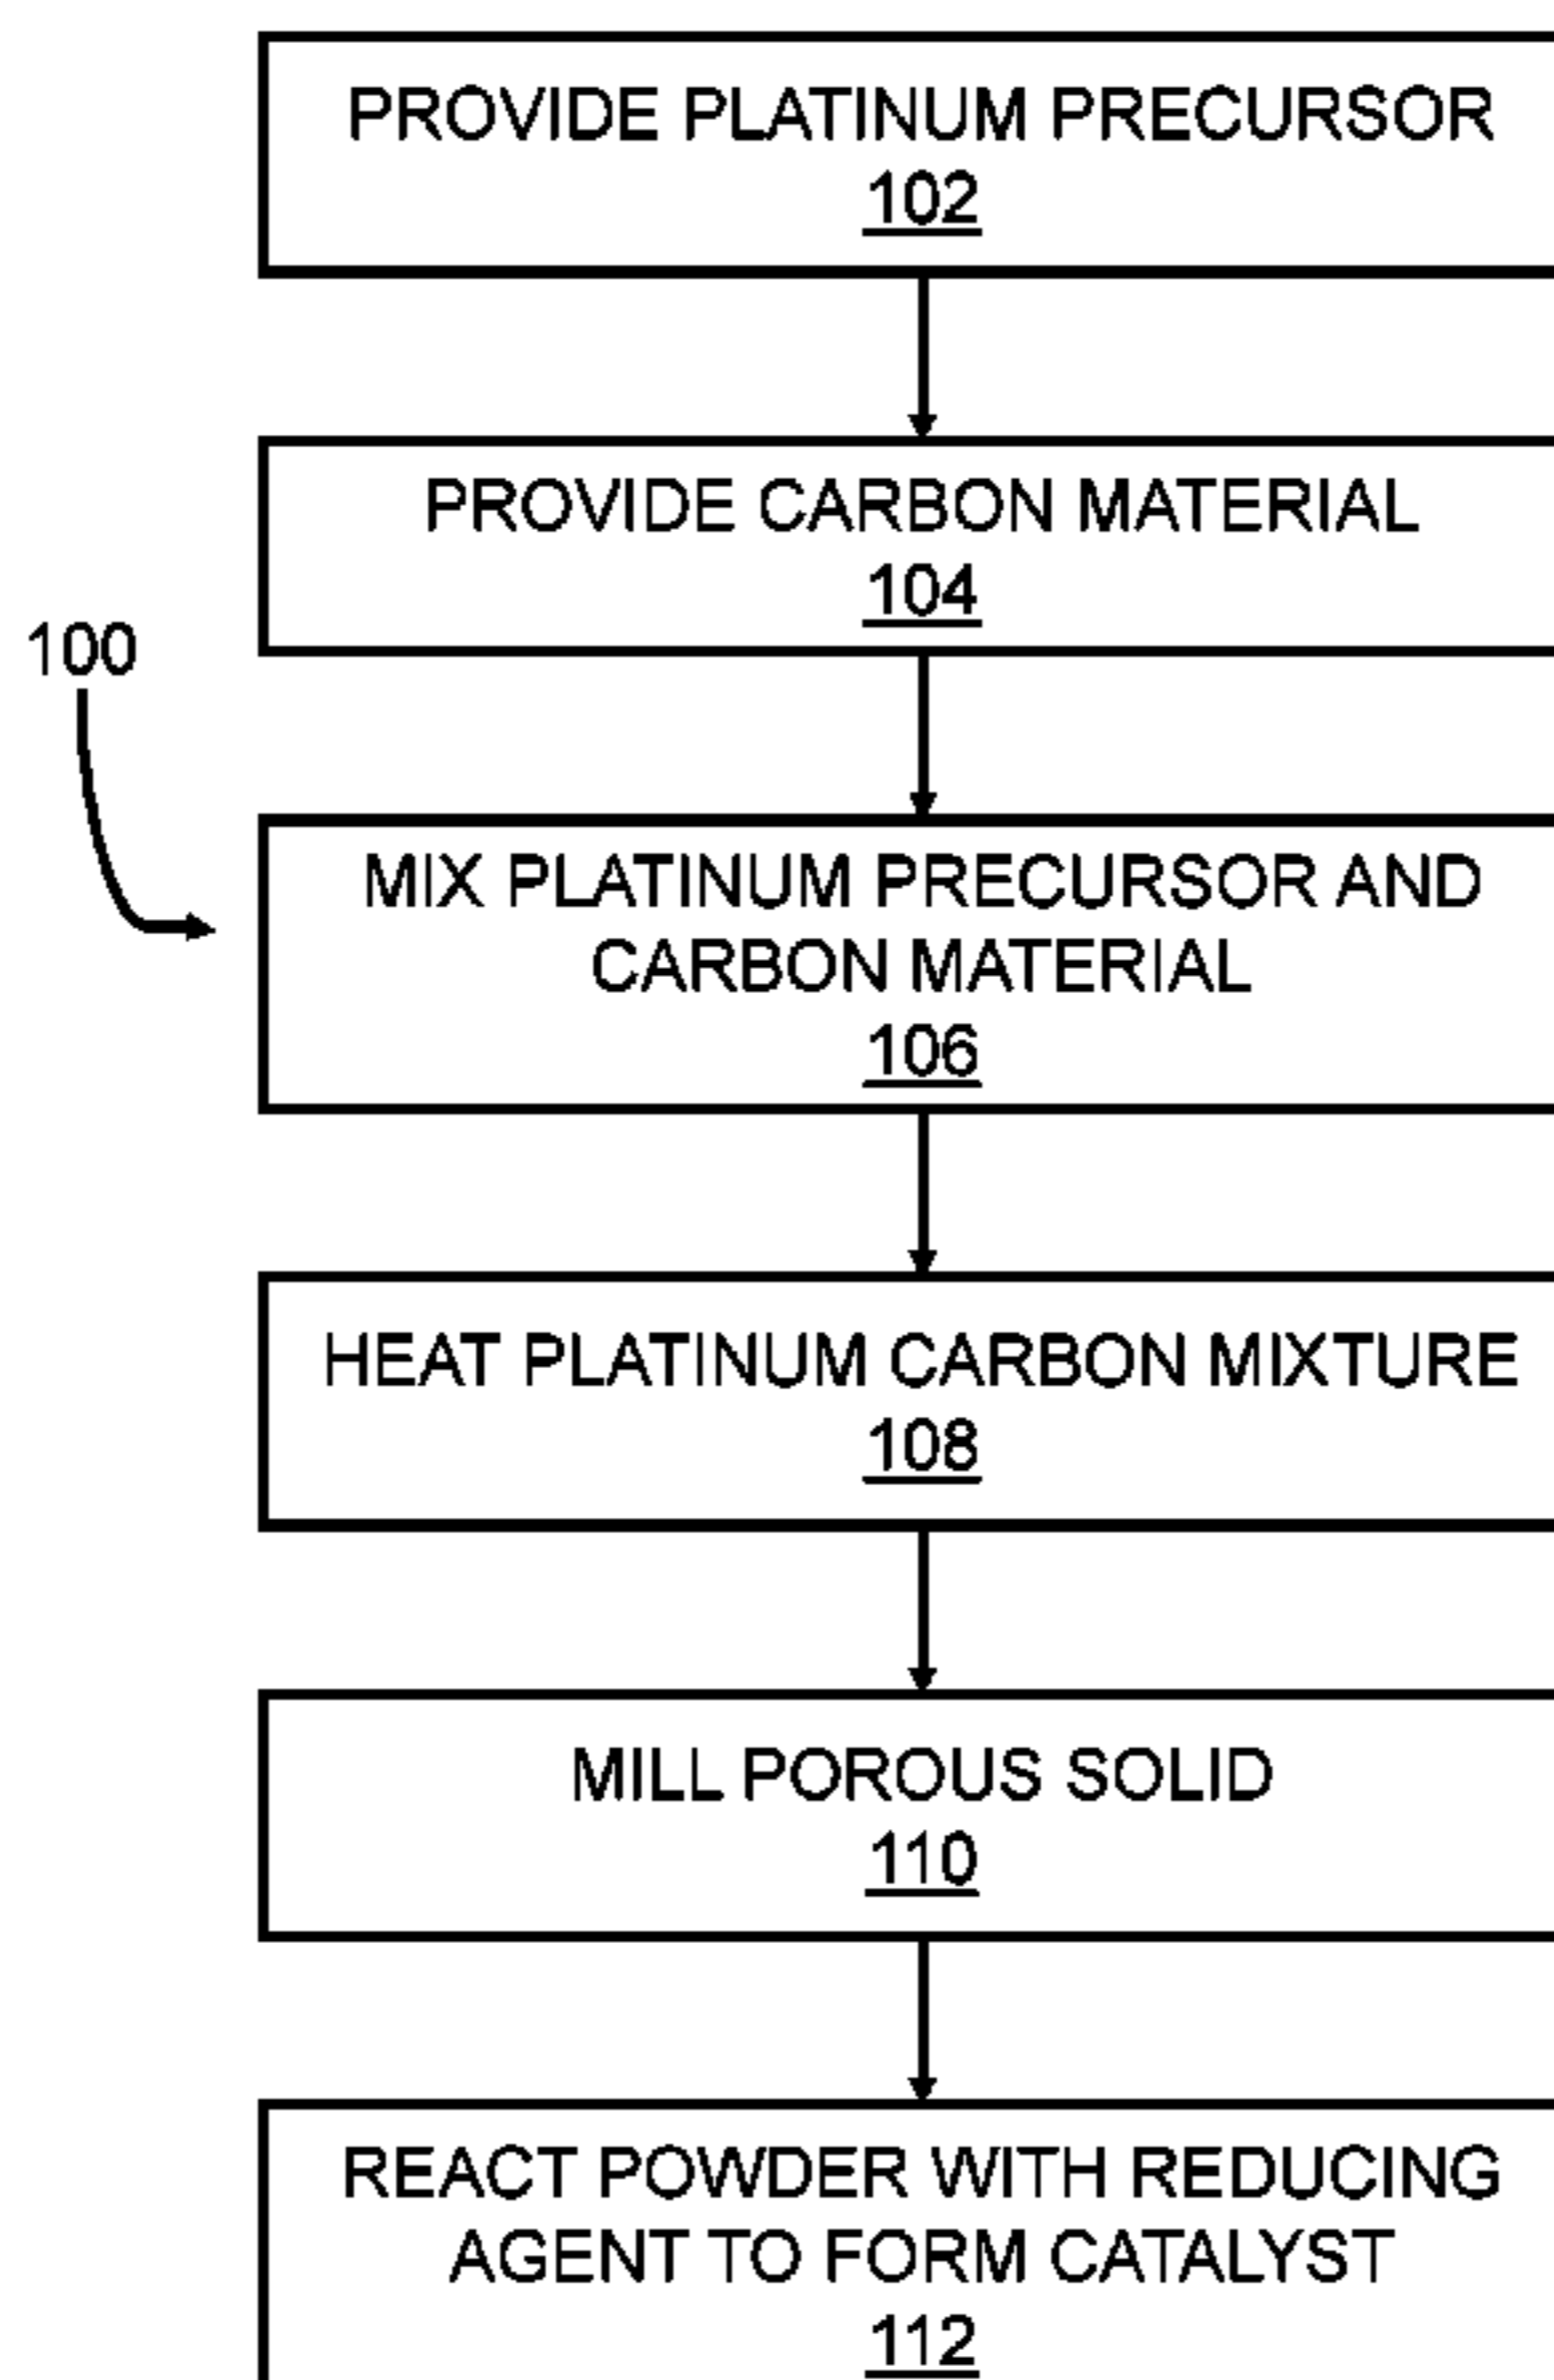 PROVIDE PLATINUM PRECURSOR
102
PROVIDE CARBON MATERIAL
104
100
MIX PLATINUM PRECURSOR AND
CARBON MATERIAL
106
HEAT PLATINUM CARBON MIXTURE
108
MILL POROUS SOLID
110
REACT POWDER WITH REDUCING
AGENT TO FORM CATALYST
112